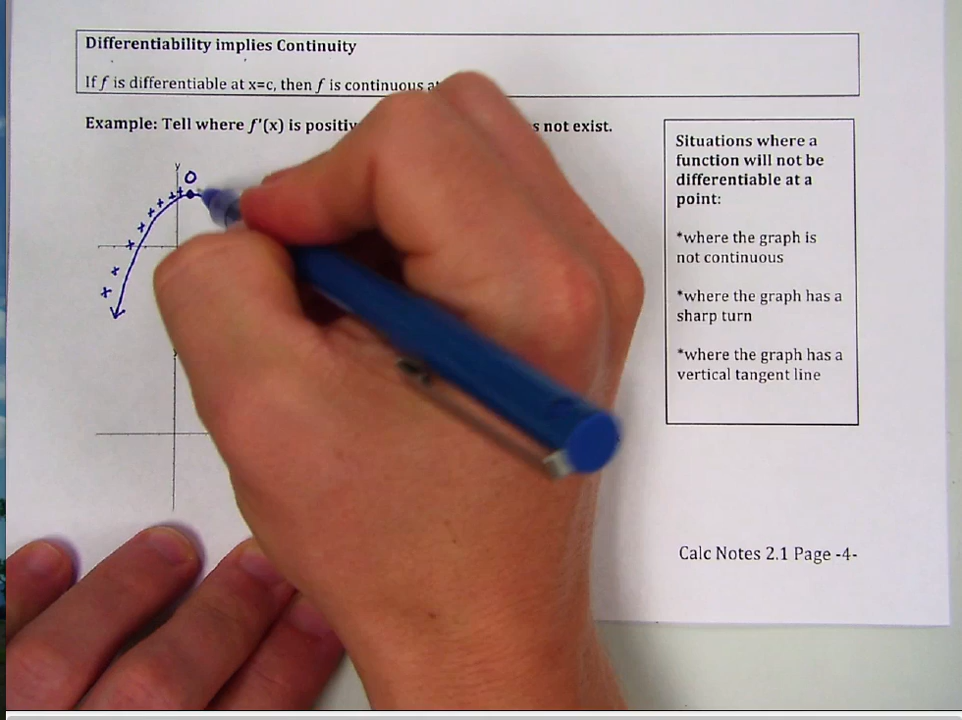 Differentiability implies Continuity
If f is differentiable at x=c, then f is continuous at
Example: Tell where f'(x) is positiv
s not exist.
y
0
+ + + + + + + + +
Situations where a
function will not be
differentiable at a
point:
*where the graph is
not continuous
*where the graph has a
sharp turn
*where the graph has a
vertical tangent line
Calc Notes 2.1 Page -4-